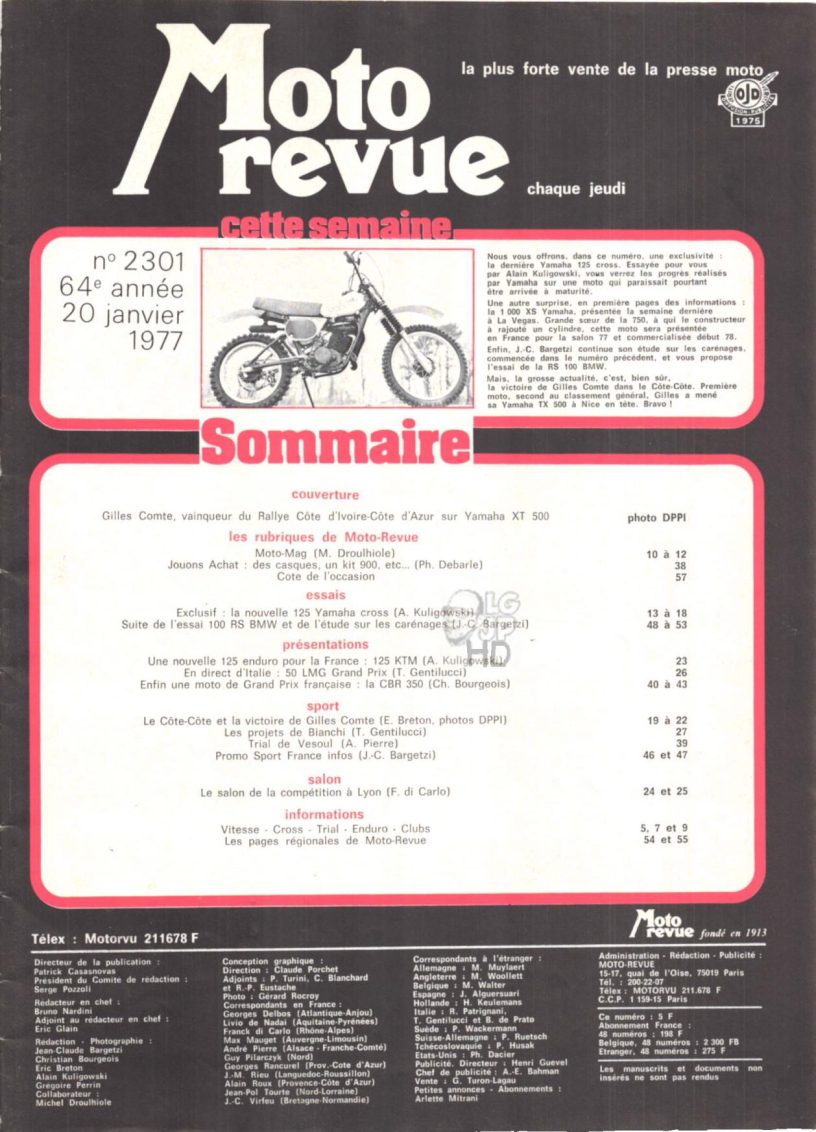 Moto
revue
la plus forte vente de la presse moto
OJD
DIFFUSION
1975
chaque jeudi
cette semaine
nº 2301
64e année
20 janvier
1977
Nous vous offrons, dans ce numéro, une exclusivité :
la dernière Yamaha 125 cross. Essayée pour vous
par Alain Kuligowski, vous verrez les progrès réalisés
par Yamaha sur une moto qui paraissait pourtant
être arrivée à maturité.
Une autre surprise, en première pages des informations :
la 1 000 XS Yamaha, présentée la semaine dernière
à La Vegas. Grande sœur de la 750, à qui le constructeur
à rajouté un cylindre, cette moto sera présentée
en France pour la salon 77 et commercialisée début 78.
Enfin, J.-C. Bargetzi continue son étude sur les carénages,
commencée dans le numéro précédent, et vous propose
l'essai de la RS 100 BMW.
Mais, la grosse actualité, c'est, bien sûr,
la victoire de Gilles Comte dans le Côte-Côte. Première
moto, second au classement général, Gilles a mené
sa Yamaha TX 500 à Nice en tête. Bravo !
Sommaire
couverture
Gilles Comte, vainqueur du Rallye Côte d'Ivoire-Côte d'Azur sur Yamaha XT 500 photo DPPI
les rubriques de Moto-Revue
Moto-Mag (M. Droulhiole) 10 à 12
Jouons Achat : des casques, un kit 900, etc... (Ph. Debarle) 38
Cote de l'occasion 57
essais
Exclusif : la nouvelle 125 Yamaha cross (A. Kuligowski) 13 à 18
Suite de l'essai 100 RS BMW et de l'étude sur les carénages (J.-C. Bargetzi) 48 à 53
LG
JP
HD
présentations
Une nouvelle 125 enduro pour la France : 125 KTM (A. Kuligowski) 23
En direct d'Italie : 50 LMG Grand Prix (T. Gentilucci) 26
Enfin une moto de Grand Prix française : la CBR 350 (Ch. Bourgeois) 40 à 43
sport
Le Côte-Côte et la victoire de Gilles Comte (E. Breton, photos DPPI) 19 à 22
Les projets de Bianchi (T. Gentilucci) 27
Trial de Vesoul (A. Pierre) 39
Promo Sport France infos (J.-C. Bargetzi) 46 et 47
salon
Le salon de la compétition à Lyon (F. di Carlo) 24 et 25
informations
Vitesse - Cross - Trial - Enduro - Clubs 5, 7 et 9
Les pages régionales de Moto-Revue 54 et 55
Télex : Motorvu 211678 F
Moto
revue fondé en 1913
Directeur de la publication :
Patrick Casasnovas
Président du Comité de rédaction :
Serge Pozzoli
Rédacteur en chef :
Bruno Nardini
Adjoint au rédacteur en chef :
Eric Glain
Rédaction - Photographie :
Jean-Claude Bargetzi
Christian Bourgeois
Eric Breton
Alain Kuligowski
Grégoire Perrin
Collaborateur :
Michel Droulhiole
Conception graphique :
Direction : Claude Porchet
Adjoints : P. Turini, C. Blanchard
et R.-P. Eustache
Photo : Gérard Rocroy
Correspondants en France :
Georges Delbos (Atlantique-Anjou)
Livio de Nadai (Aquitaine-Pyrénées)
Franck di Carlo (Rhône-Alpes)
Max Mauget (Auvergne-Limousin)
André Pierre (Alsace - Franche-Comté)
Guy Pilarczyk (Nord)
Georges Rancurel (Prov.-Cote d'Azur)
J.-M. Rieu (Languedoc-Roussillon)
Alain Roux (Provence-Côte d'Azur)
Jean-Pol Tourte (Nord-Lorraine)
J.-C. Virfeu (Bretagne-Normandie)
Correspondants à l'étranger :
Allemagne : M. Muylaert
Angleterre : M. Woollett
Belgique : M. Walter
Espagne : J. Alguersuari
Hollande : H. Keulemans
Italie : R. Patrignani,
T. Gentilucci et B. de Prato
Suède : P. Wackermann
Suisse-Allemagne : P. Ruetsch
Tchécoslovaquie : P. Husak
Etats-Unis : Ph. Dacier
Publicité. Directeur : Henri Guevel
Chef de publicité : A.-E. Bahman
Vente : G. Turon-Lagau
Petites annonces - Abonnements :
Arlette Mitrani
Administration - Rédaction - Publicité :
MOTO-REVUE
15-17, quai de l'Oise, 75019 Paris
Tél. : 200-22-07
Télex : MOTORVU 211.678 F
C.C.P. 1 159-15 Paris
Ce numéro : 5 F
Abonnement France :
48 numéros : 198 F
Belgique, 48 numéros : 2 300 FB
Etranger, 48 numéros : 275 F
Les manuscrits et documents non
insérés ne sont pas rendus